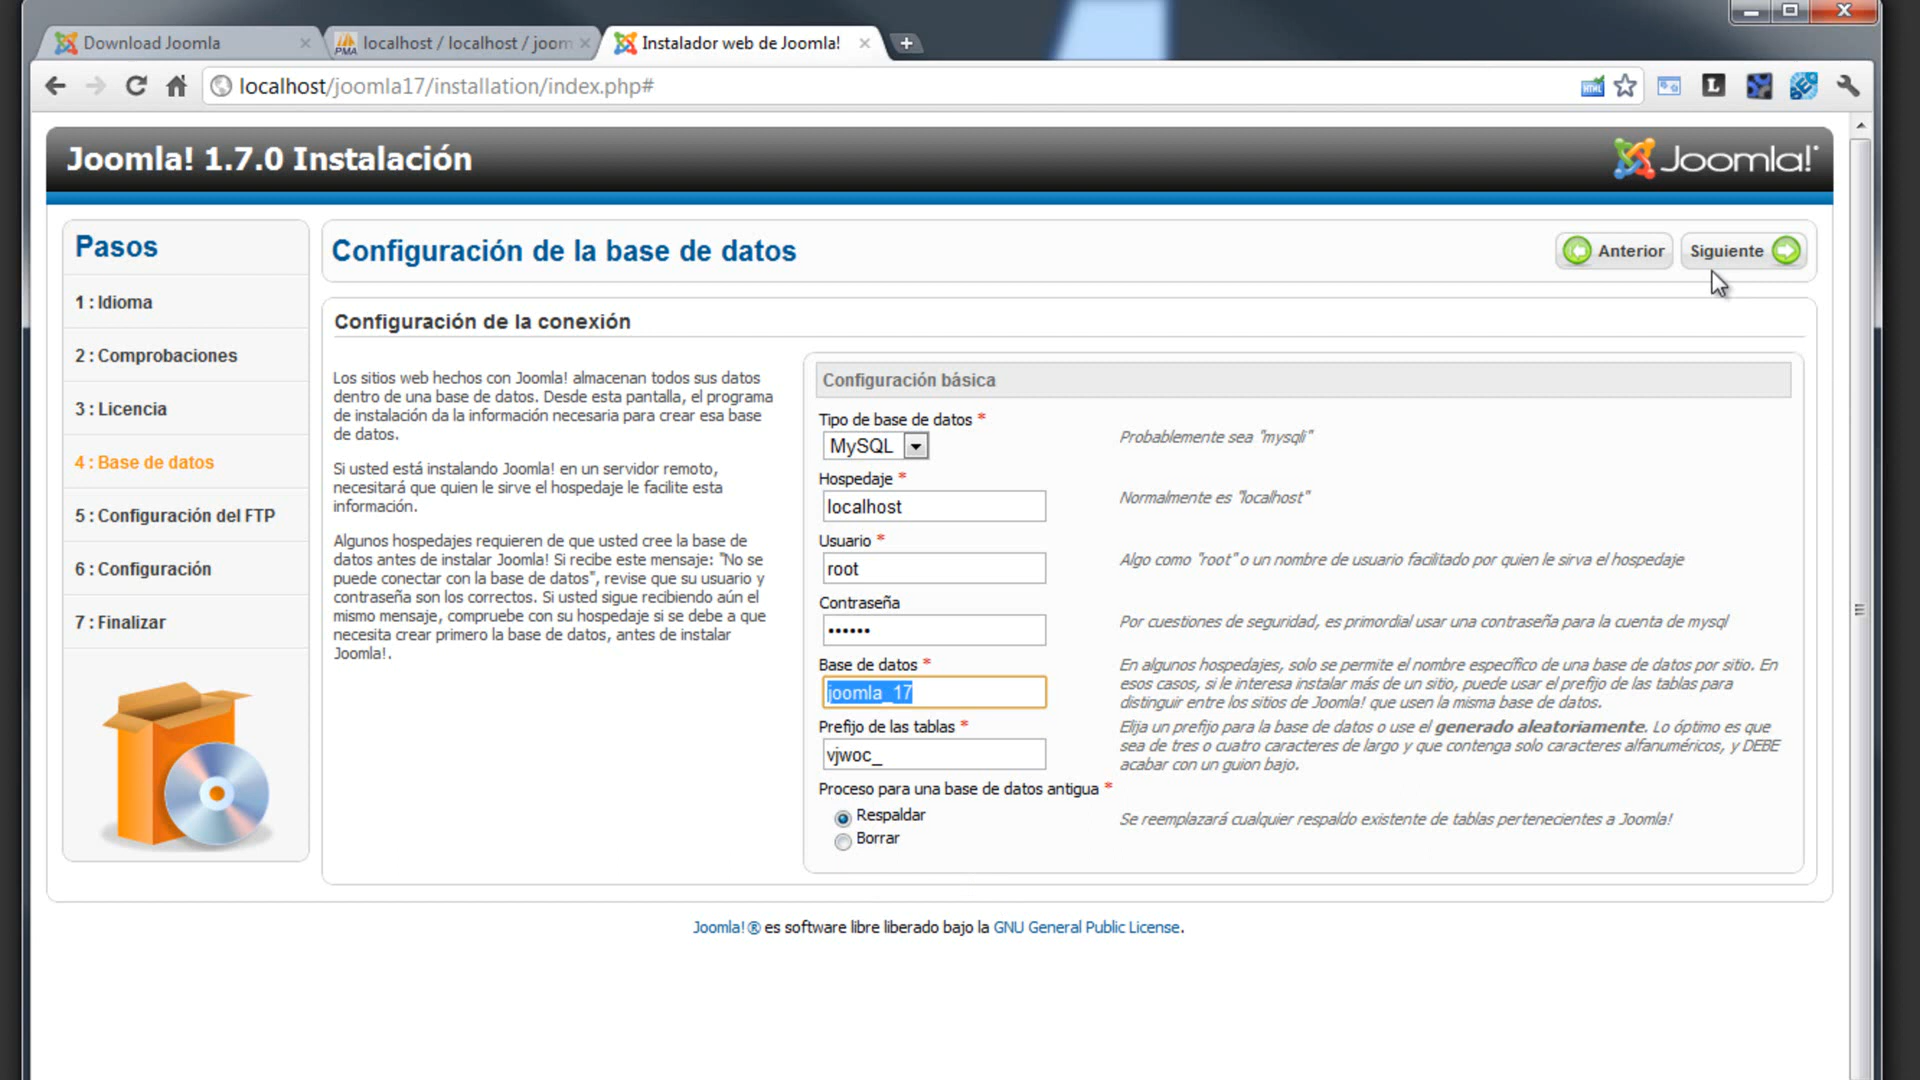 Download Joomla
localhost / localhost / joom
Instalador web de Joomla!
localhost/joomla17/installation/index.php#
Joomla! 1.7.0 Instalación
Joomla!
Pasos
1 : Idioma
2 : Comprobaciones
3 : Licencia
4 : Base de datos
5 : Configuración del FTP
6 : Configuración
7 : Finalizar
Configuración de la base de datos
Anterior
Siguiente
Configuración de la conexión
Los sitios web hechos con Joomla! almacenan todos sus datos
dentro de una base de datos. Desde esta pantalla, el programa
de instalación da la información necesaria para crear esa base
de datos.
Si usted está instalando Joomla! en un servidor remoto,
necesitará que quien le sirve el hospedaje le facilite esta
información.
Algunos hospedajes requieren de que usted cree la base de
datos antes de instalar Joomla! Si recibe este mensaje: "No se
puede conectar con la base de datos", revise que su usuario y
contraseña son los correctos. Si usted sigue recibiendo aún el
mismo mensaje, compruebe con su hospedaje si se debe a que
necesita crear primero la base de datos, antes de instalar
Joomla!.
Configuración básica
Tipo de base de datos *
MySQL
Probablemente sea "mysqli"
Hospedaje *
localhost
Normalmente es "localhost"
Usuario *
root
Algo como "root" o un nombre de usuario facilitado por quien le sirva el hospedaje
Contraseña
••••••
Por cuestiones de seguridad, es primordial usar una contraseña para la cuenta de mysql
Base de datos *
joomla_17
En algunos hospedajes, solo se permite el nombre específico de una base de datos por sitio. En
esos casos, si le interesa instalar más de un sitio, puede usar el prefijo de las tablas para
distinguir entre los sitios de Joomla! que usen la misma base de datos.
Prefijo de las tablas *
vjwoc_
Elija un prefijo para la base de datos o use el generado aleatoriamente. Lo óptimo es que
sea de tres o cuatro caracteres de largo y que contenga solo caracteres alfanuméricos, y DEBE
acabar con un guion bajo.
Proceso para una base de datos antigua *
Respaldar
Borrar
Se reemplazará cualquier respaldo existente de tablas pertenecientes a Joomla!
Joomla!® es software libre liberado bajo la GNU General Public License.